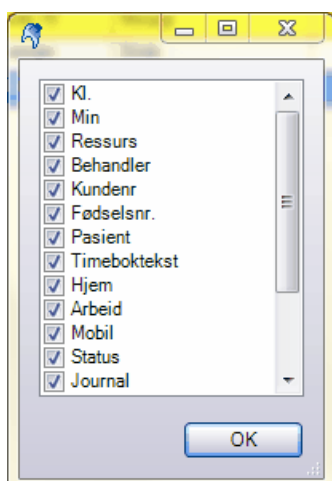 Kl.
Min
Ressurs
Behandler
Kundenr
Fødselsnr.
Pasient
Timeboktekst
Hjem
Arbeid
Mobil
Status
Journal
OK